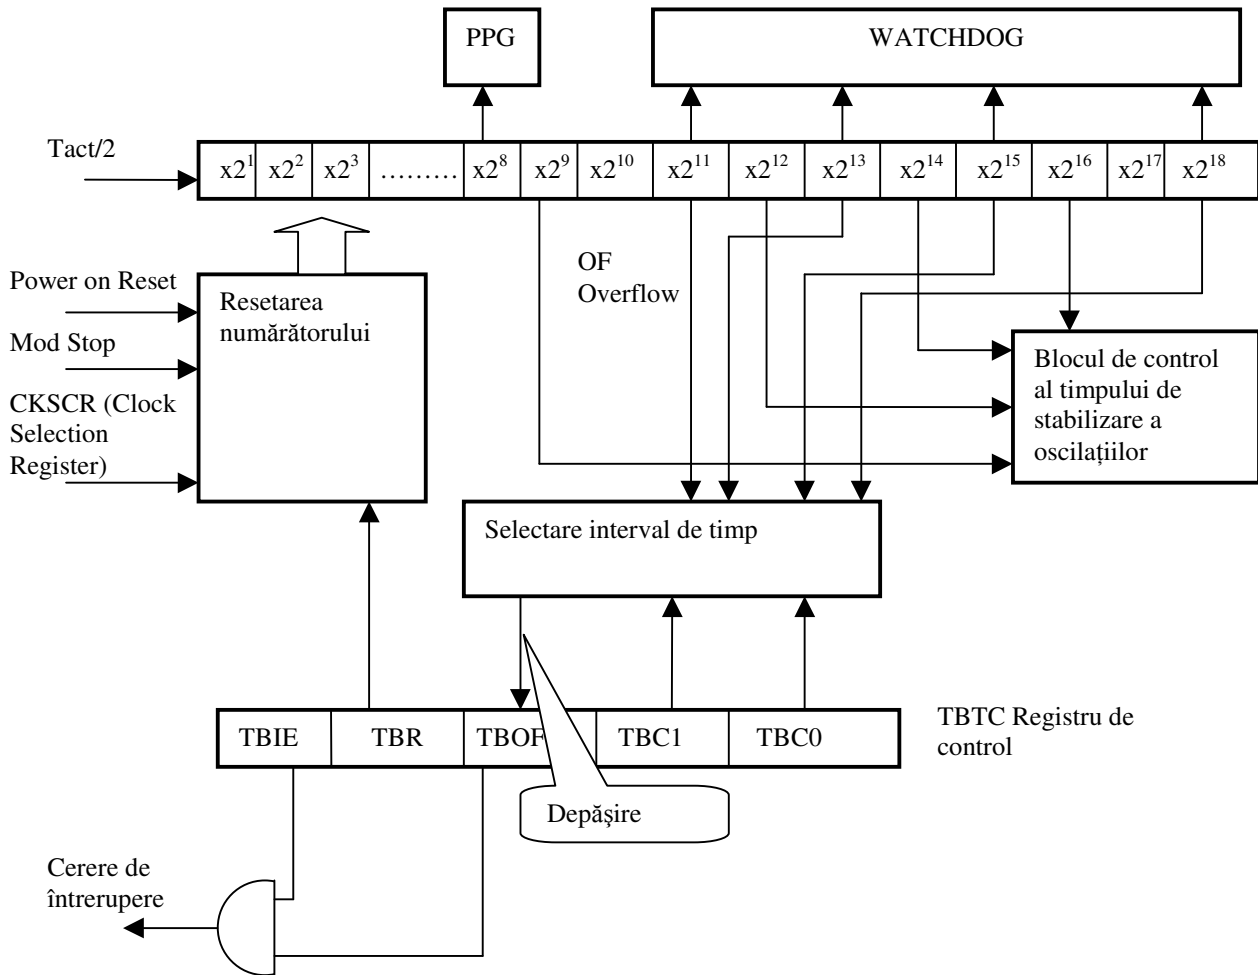 PPG
WATCHDOG
Tact/2
x2¹ x2² x2³ ……… x2⁸ x2⁹ x2¹⁰ x2¹¹ x2¹² x2¹³ x2¹⁴ x2¹⁵ x2¹⁶ x2¹⁷ x2¹⁸
OF
Overflow
Power on Reset
Mod Stop
CKSCR (Clock
Selection
Register)
Resetarea
numărătorului
Blocul de control
al timpului de
stabilizare a
oscilațiilor
Selectare interval de timp
TBIE TBR TBOF TBC1 TBC0
TBTC Registru de
control
Depăşire
Cerere de
întrerupere